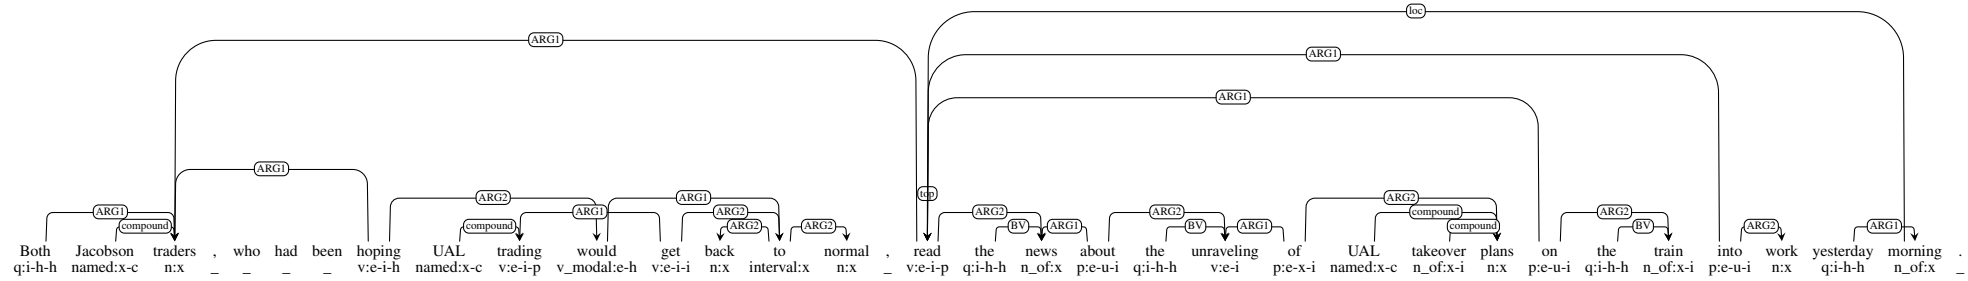 loc
ARG1
ARG1
ARG1
ARG1
top
ARG2 ARG1 ARG2
ARG1 compound ARG1 ARG2 ARG2 ARG2 compound ARG2
compound compound ARG2 ARG2 BV ARG1 BV ARG1 compound BV ARG2 ARG1
Both Jacobson traders , who had been hoping UAL trading would get back to normal , read the news about the unraveling of UAL takeover plans on the train into work yesterday morning .
q:i-h-h named:x-c n:x _ _ _ _ v:e-i-h named:x-c v:e-i-p v_modal:e-h v:e-i-i n:x interval:x n:x _ v:e-i-p q:i-h-h n_of:x p:e-u-i q:i-h-h v:e-i p:e-x-i named:x-c n_of:x-i n:x p:e-u-i q:i-h-h n_of:x-i p:e-u-i n:x q:i-h-h n_of:x _